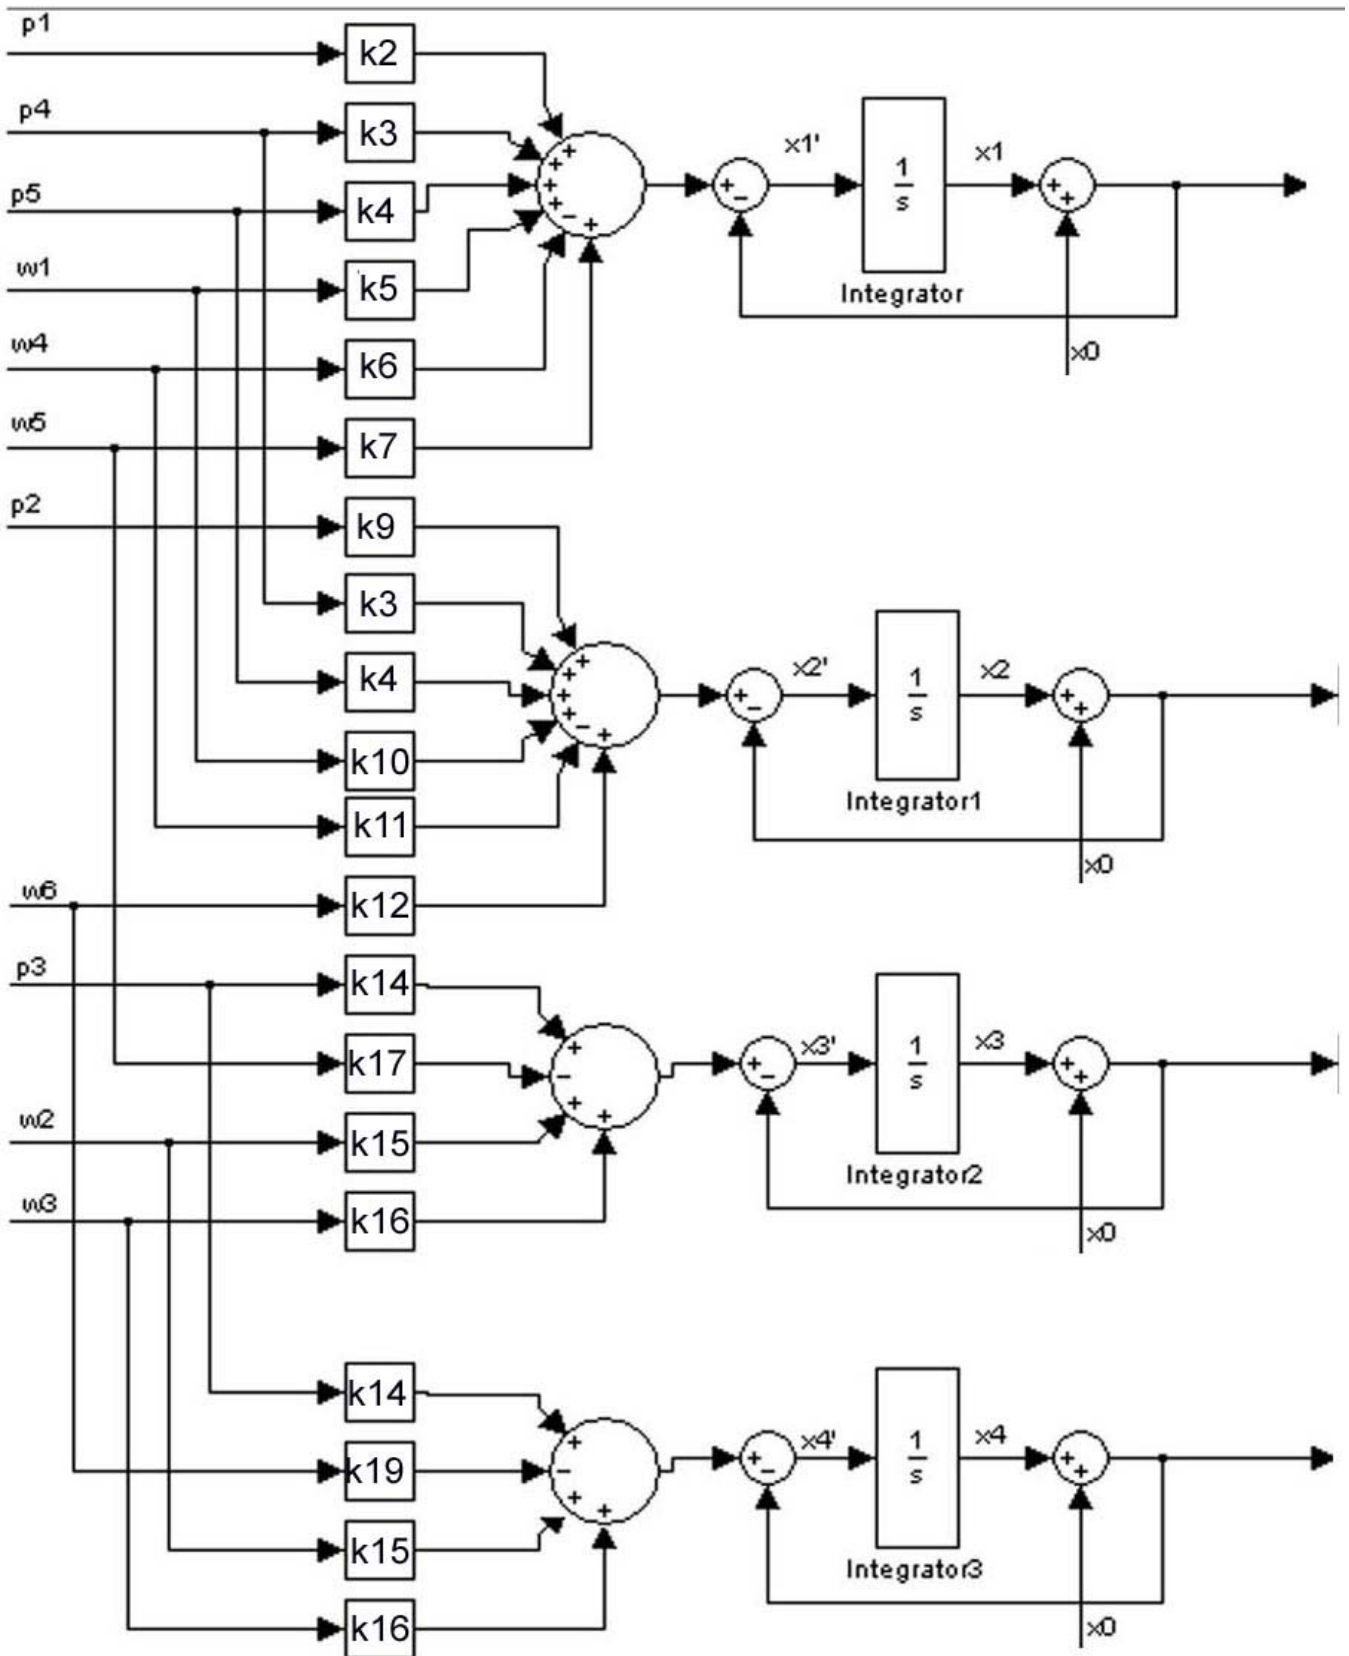 p1
k2
p4
k3
p5
k4
w1
k5
w4
k6
w5
k7
+
+
+
+
−
+
+
−
x1'
1
s
Integrator
x1
+
+
x0
p2
k9
k3
k4
k10
k11
w6
k12
+
+
+
+
−
+
+
−
x2'
1
s
Integrator1
x2
+
+
x0
p3
k14
k17
w2
k15
w3
k16
+
−
+
+
+
−
x3'
1
s
Integrator2
x3
+
+
x0
k14
k19
k15
k16
+
−
+
+
+
−
x4'
1
s
Integrator3
x4
+
+
x0